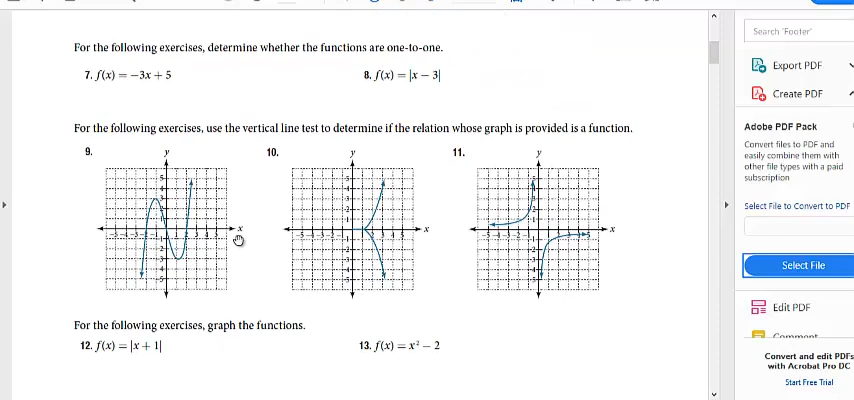 Search 'Footer'
For the following exercises, determine whether the functions are one-to-one.
7. f(x) = −3x + 5
8. f(x) = |x − 3|
For the following exercises, use the vertical line test to determine if the relation whose graph is provided is a function.
9.
10.
11.
y
y
y
x
x
x
For the following exercises, graph the functions.
12. f(x) = |x + 1|
13. f(x) = x² − 2
Export PDF
Create PDF
Adobe PDF Pack
Convert files to PDF and
easily combine them with
other file types with a paid
subscription
Select File to Convert to PDF
Select File
Edit PDF
Comment
Convert and edit PDFs
with Acrobat Pro DC
Start Free Trial